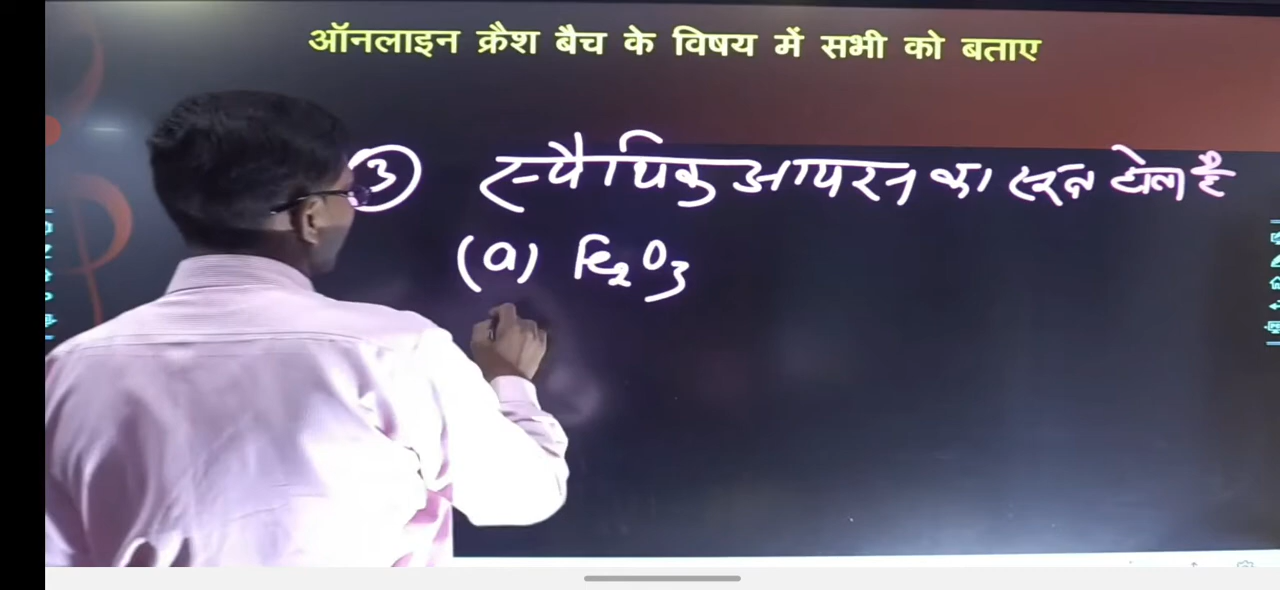 ऑनलाइन क्रैश बैच के विषय में सभी को बताए
③ स्पैथिक आयरन का सूत्र होता है
(a) Fe₂O₃